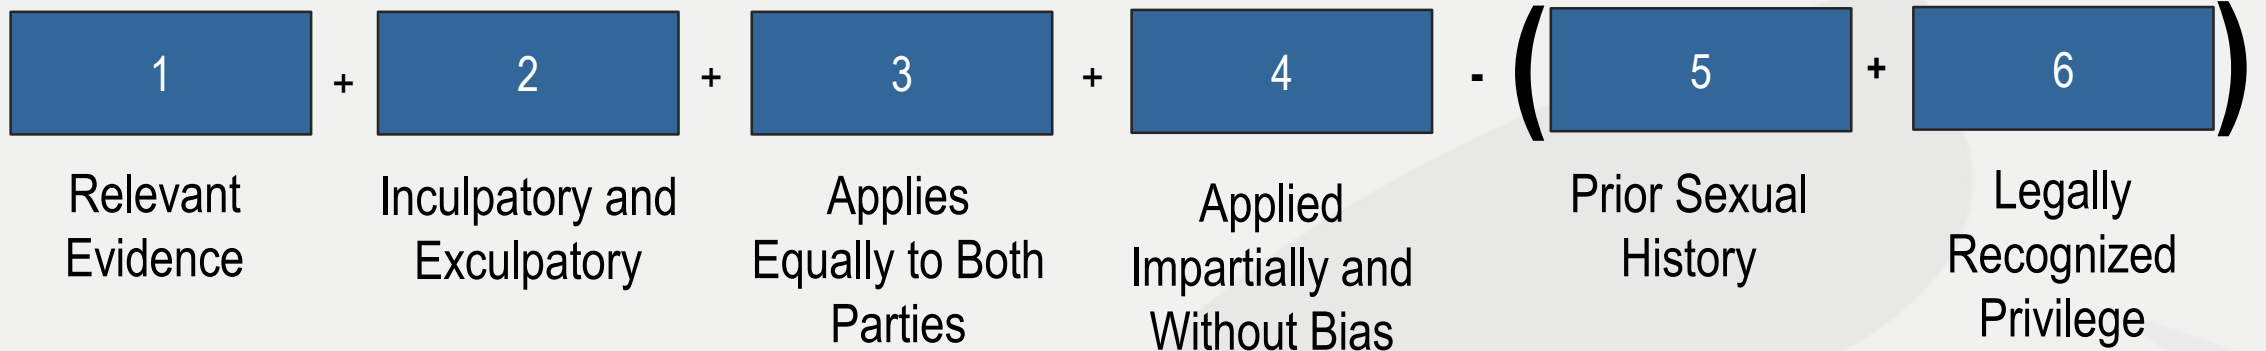 1 + 2 + 3 + 4 - ( 5 + 6 )
Relevant
Evidence
Inculpatory and
Exculpatory
Applies
Equally to Both
Parties
Applied
Impartially and
Without Bias
Prior Sexual
History
Legally
Recognized
Privilege